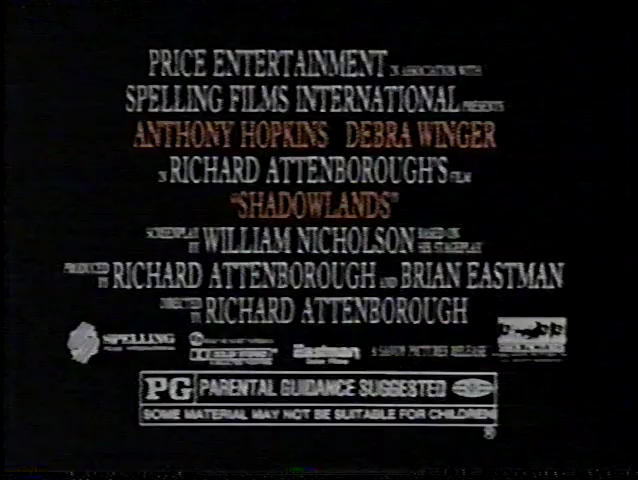 PRICE ENTERTAINMENT IN ASSOCIATION WITH
SPELLING FILMS INTERNATIONAL PRESENTS
ANTHONY HOPKINS DEBRA WINGER
IN RICHARD ATTENBOROUGH'S FILM
"SHADOWLANDS"
SCREENPLAY BY WILLIAM NICHOLSON BASED ON HIS STAGEPLAY
PRODUCED BY RICHARD ATTENBOROUGH AND BRIAN EASTMAN
DIRECTED BY RICHARD ATTENBOROUGH
SPELLING
Eastman
A SAVOY PICTURES RELEASE
PG PARENTAL GUIDANCE SUGGESTED
SOME MATERIAL MAY NOT BE SUITABLE FOR CHILDREN
®